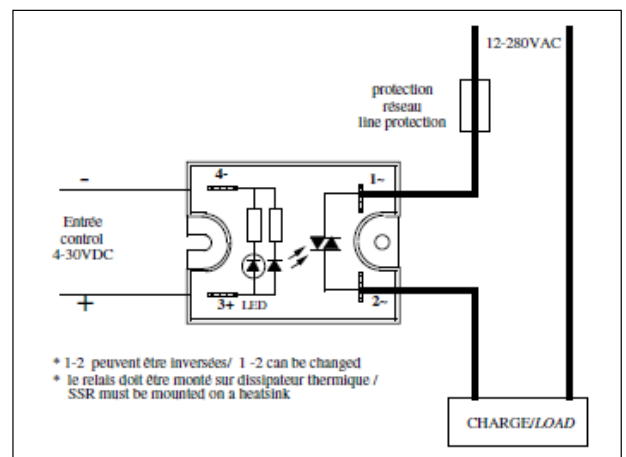 12-280VAC
protection
réseau
line protection
4-
1~
-
Entrée
control
4-30VDC
+
3+ LED
2~
* 1-2 peuvent être inversées/ 1 -2 can be changed
* le relais doit être monté sur dissipateur thermique /
SSR must be mounted on a heatsink
CHARGE/LOAD